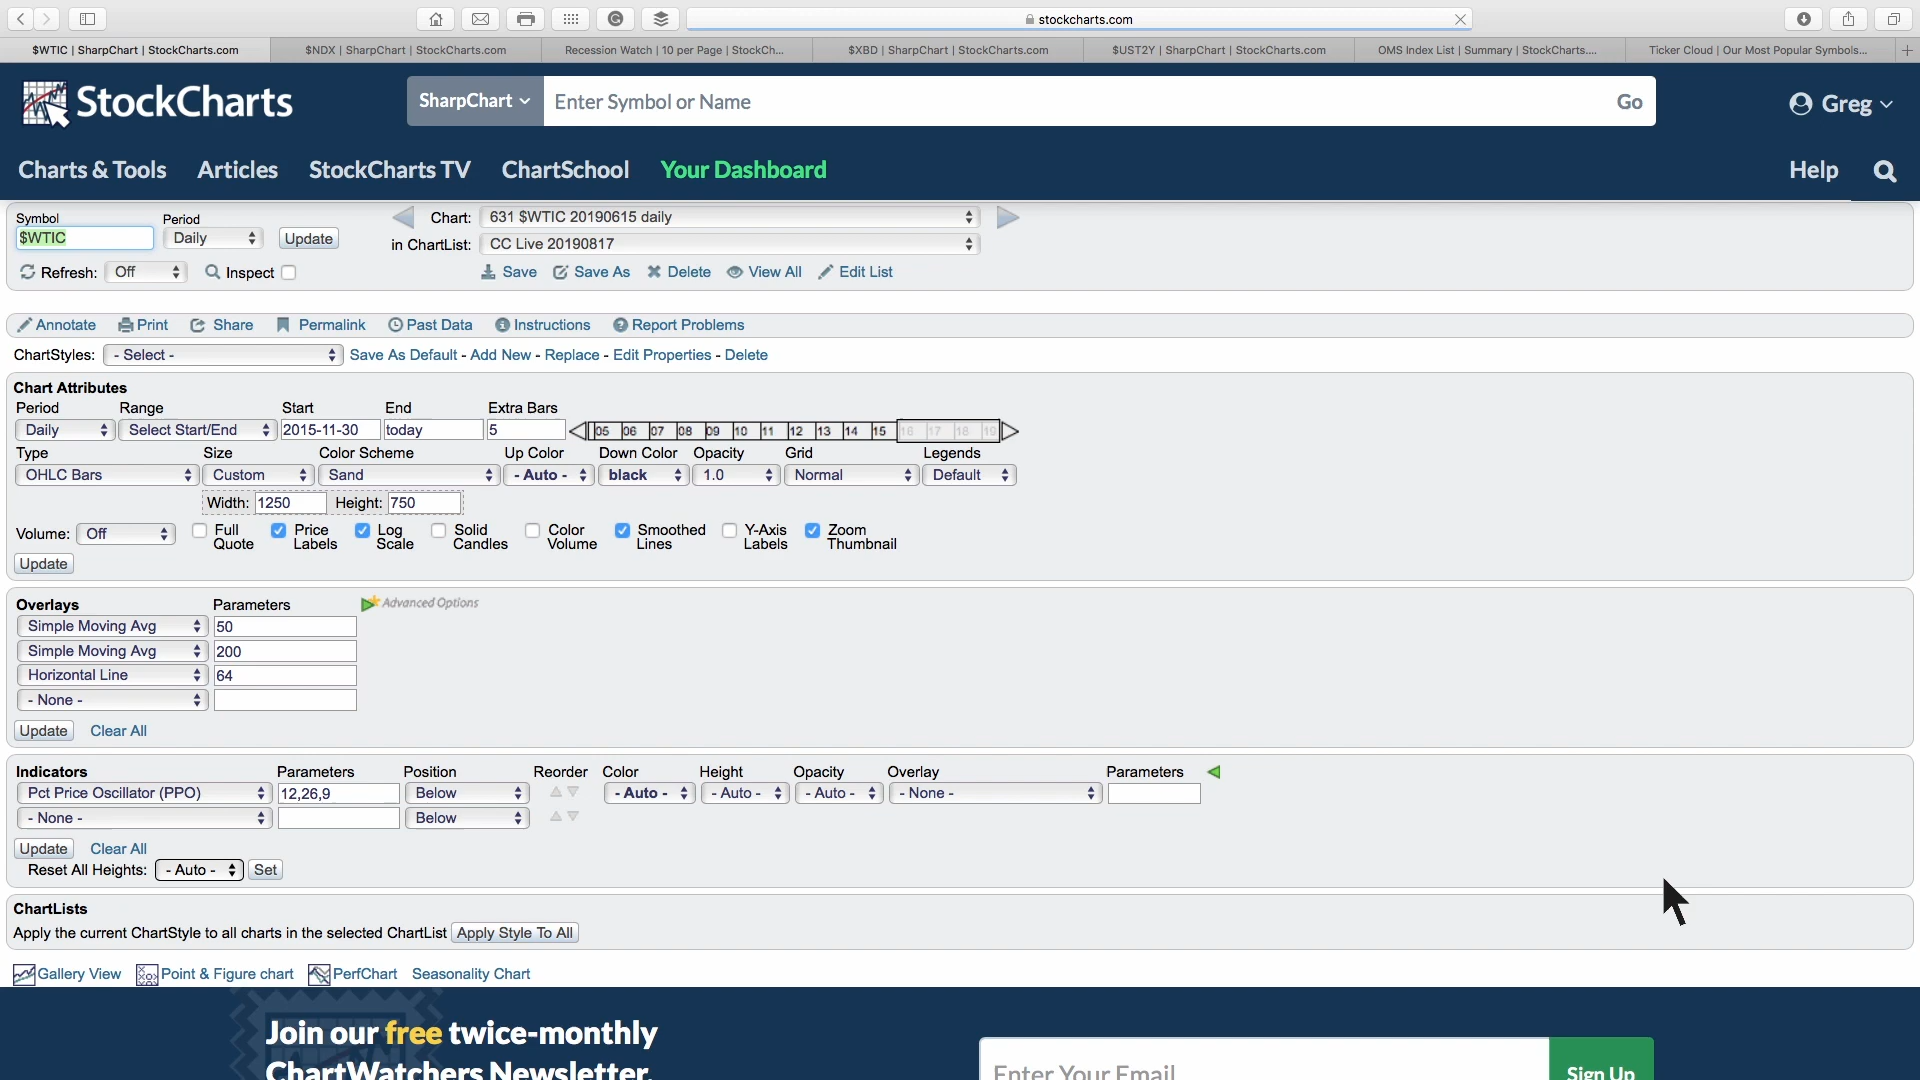 stockcharts.com
$WTIC | SharpChart | StockCharts.com
$NDX | SharpChart | StockCharts.com
Recession Watch | 10 per Page | StockCh...
$XBD | SharpChart | StockCharts.com
$UST2Y | SharpChart | StockCharts.com
OMS Index List | Summary | StockCharts....
Ticker Cloud | Our Most Popular Symbols...
StockCharts
SharpChart
Enter Symbol or Name
Go
Greg
Charts & Tools Articles StockCharts TV ChartSchool Your Dashboard
Help
Symbol Period
$WTIC Daily Update
Chart: 631 $WTIC 20190615 daily
in ChartList: CC Live 20190817
Refresh: Off Inspect
Save Save As Delete View All Edit List
Annotate Print Share Permalink Past Data Instructions Report Problems
ChartStyles: - Select - Save As Default - Add New - Replace - Edit Properties - Delete
Chart Attributes
Period Range Start End Extra Bars
Daily Select Start/End 2015-11-30 today 5 05 06 07 08 09 10 11 12 13 14 15 16 17 18 19
Type Size Color Scheme Up Color Down Color Opacity Grid Legends
OHLC Bars Custom Sand - Auto - black 1.0 Normal Default
Width: 1250 Height: 750
Volume: Off Full Quote Price Labels Log Scale Solid Candles Color Volume Smoothed Lines Y-Axis Labels Zoom Thumbnail
Update
Overlays Parameters Advanced Options
Simple Moving Avg 50
Simple Moving Avg 200
Horizontal Line 64
- None -
Update Clear All
Indicators Parameters Position Reorder Color Height Opacity Overlay Parameters
Pct Price Oscillator (PPO) 12,26,9 Below - Auto - - Auto - - Auto - - None -
- None - Below
Update Clear All
Reset All Heights: - Auto - Set
ChartLists
Apply the current ChartStyle to all charts in the selected ChartList Apply Style To All
Gallery View Point & Figure chart PerfChart Seasonality Chart
Join our free twice-monthly
ChartWatchers Newsletter.
Enter Your Email
Sign Up